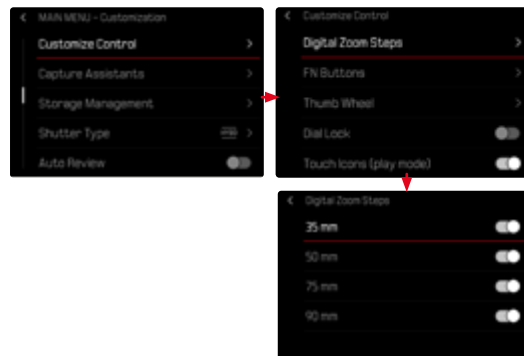 MAIN MENU - Customization
Customize Control
Capture Assistants
Storage Management
Shutter Type
Auto Review
Customize Control
Digital Zoom Steps
FN Buttons
Thumb Wheel
Dial Lock
Touch Icons (play mode)
Digital Zoom Steps
35 mm
50 mm
75 mm
90 mm